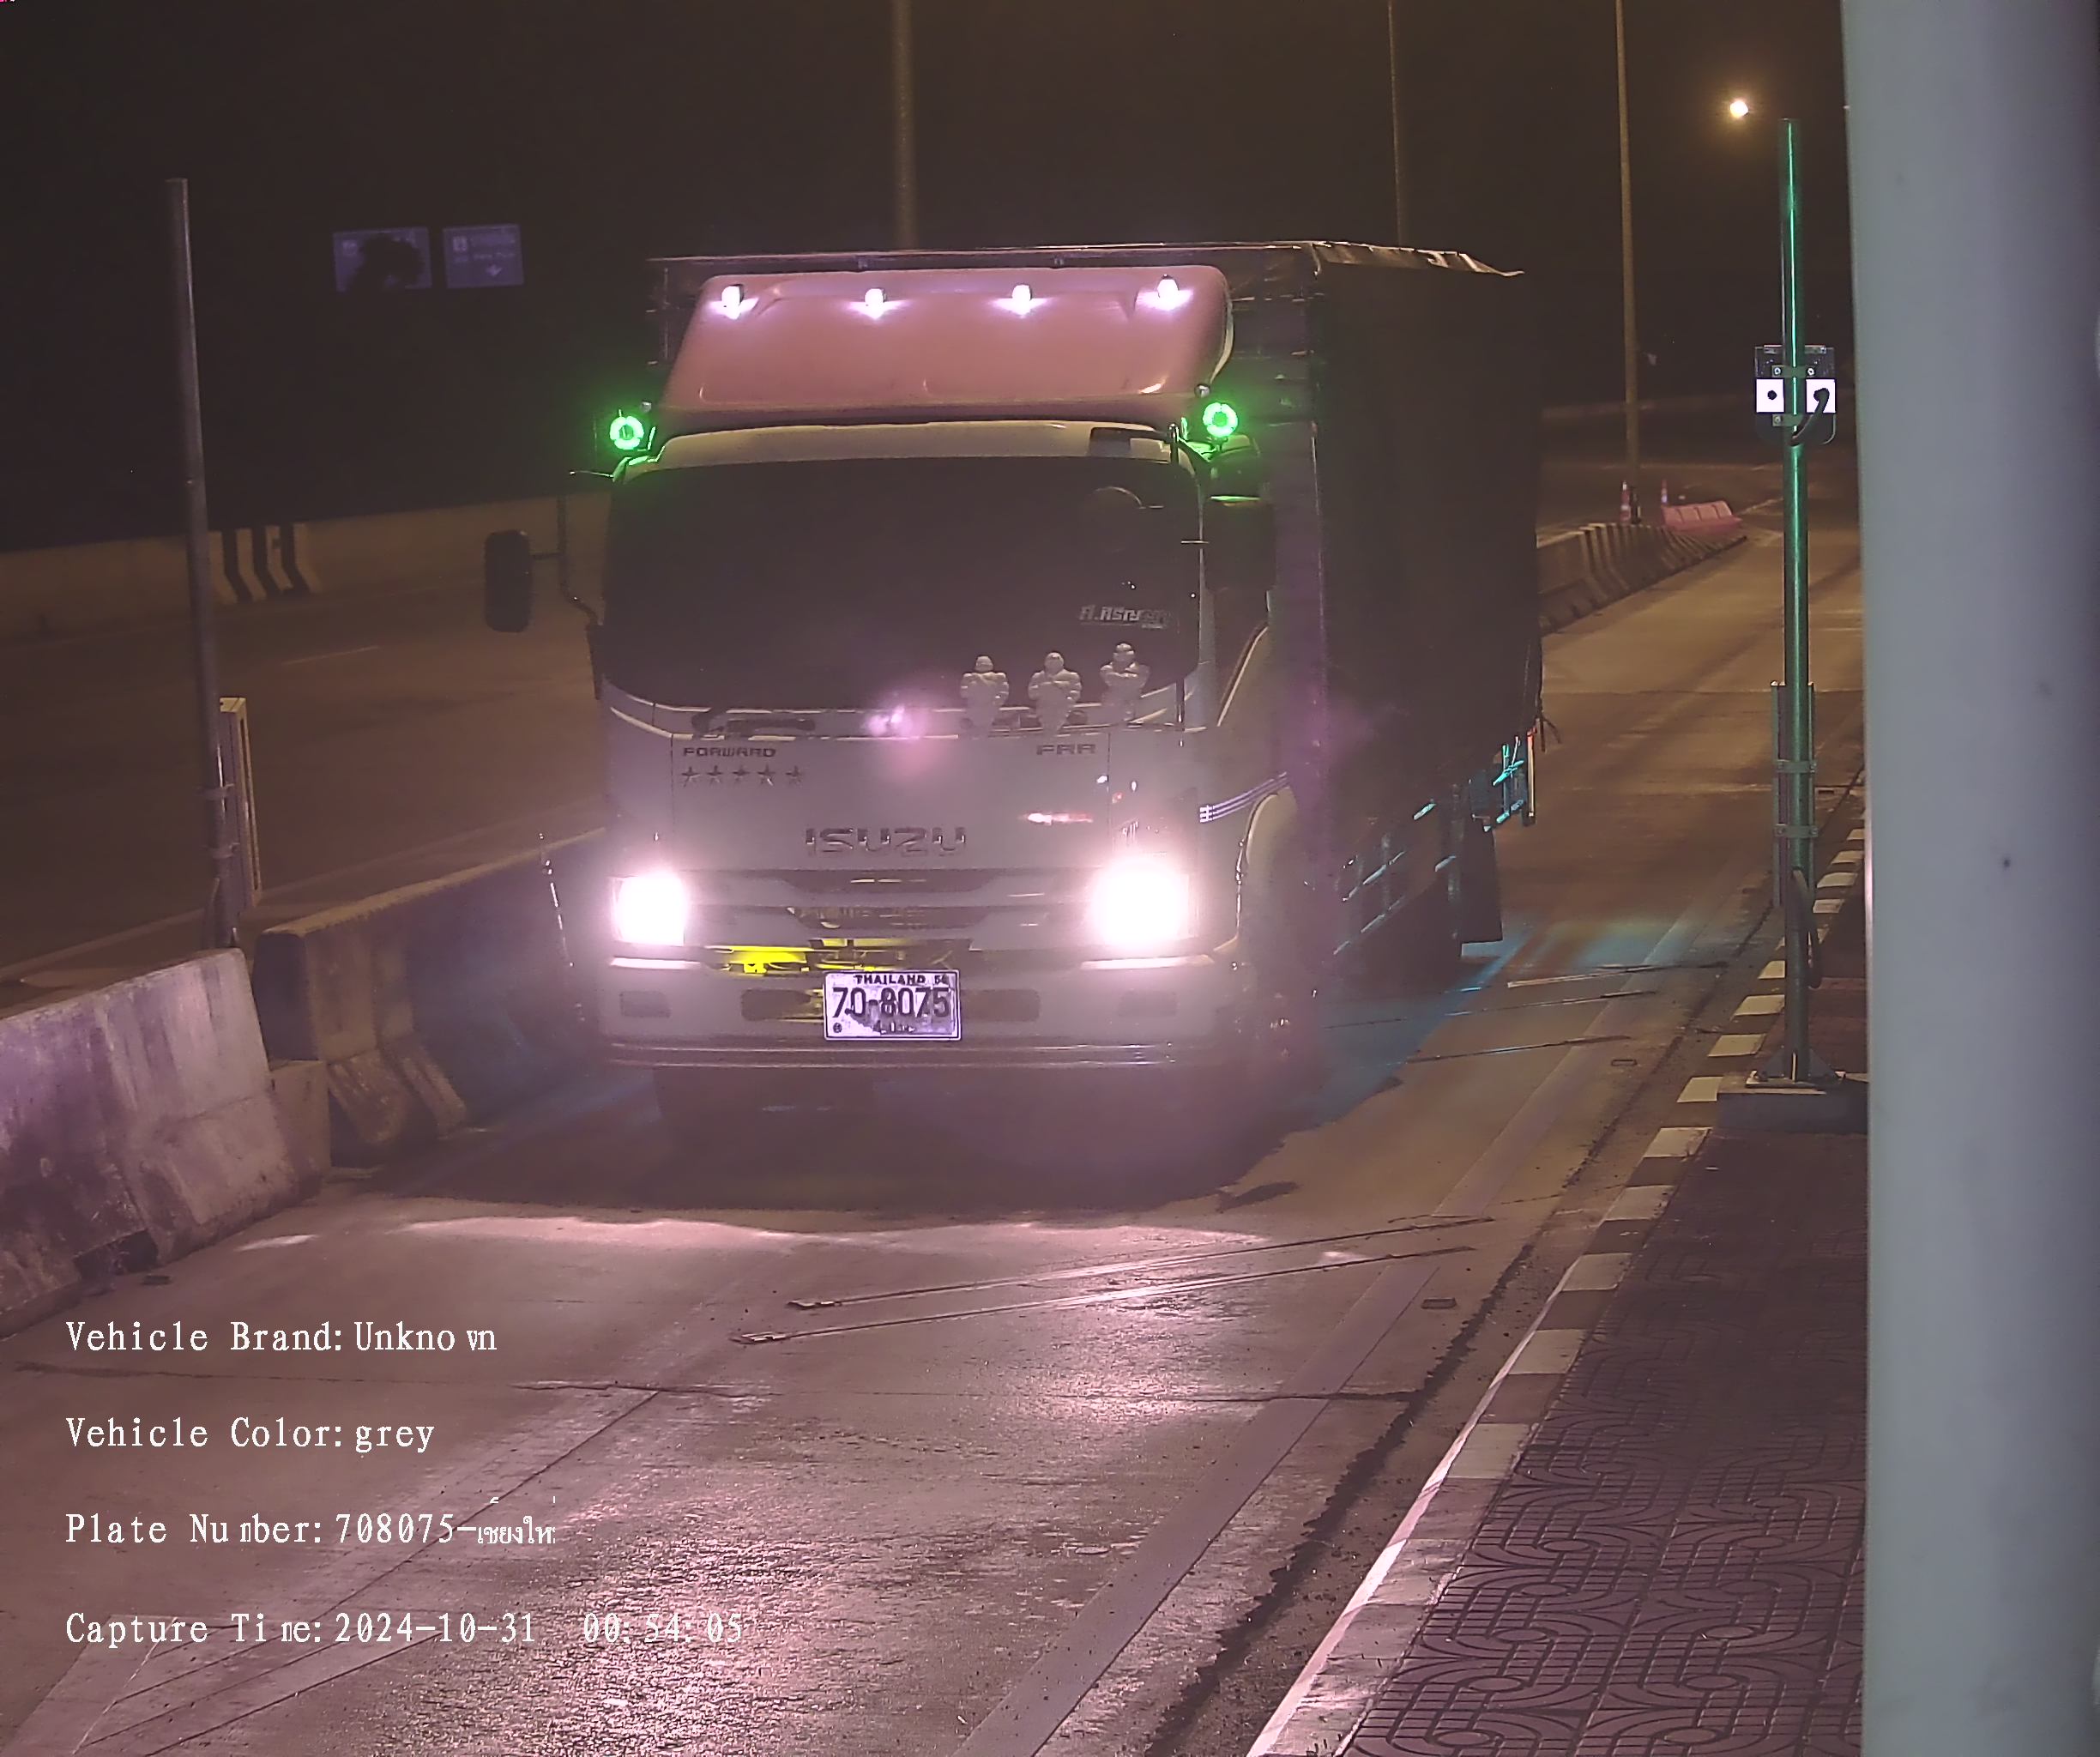 FORWARD
FRR
ISUZU
THAILAND
70-8075
Vehicle Brand:Unknown
Vehicle Color:grey
Plate Number:708075-เชียงใหม่
Capture Time:2024-10-31 00:54:05